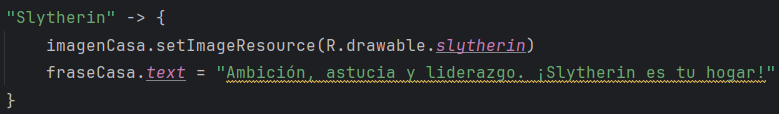 "Slytherin" -> {
    imagenCasa.setImageResource(R.drawable.slytherin)
    fraseCasa.text = "Ambición, astucia y liderazgo. ¡Slytherin es tu hogar!"
}